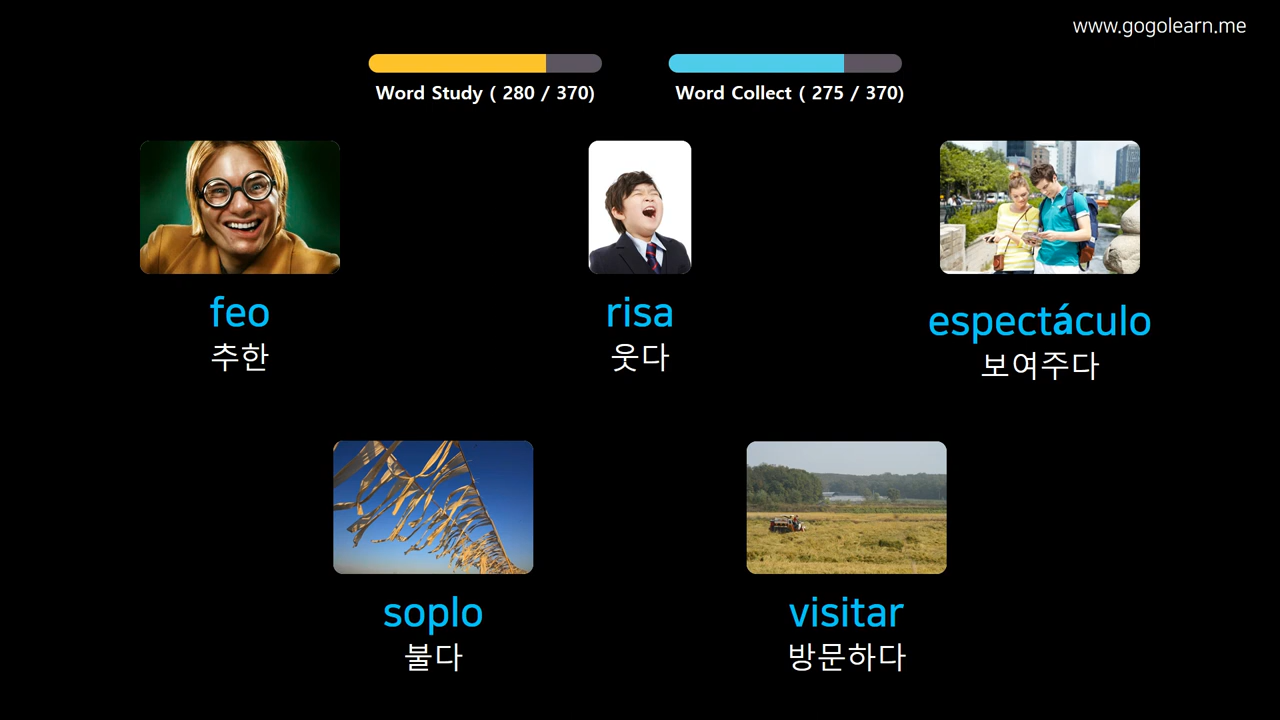 www.gogolearn.me
Word Study ( 280 / 370)
Word Collect ( 275 / 370)
feo
추한
risa
웃다
espectáculo
보여주다
soplo
불다
visitar
방문하다